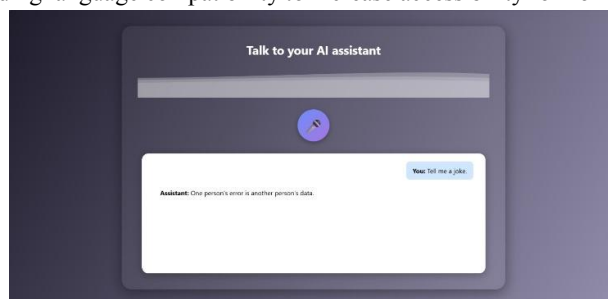 Talk to your AI assistant
You: Tell me a joke.
Assistant: One person's error is another person's data.